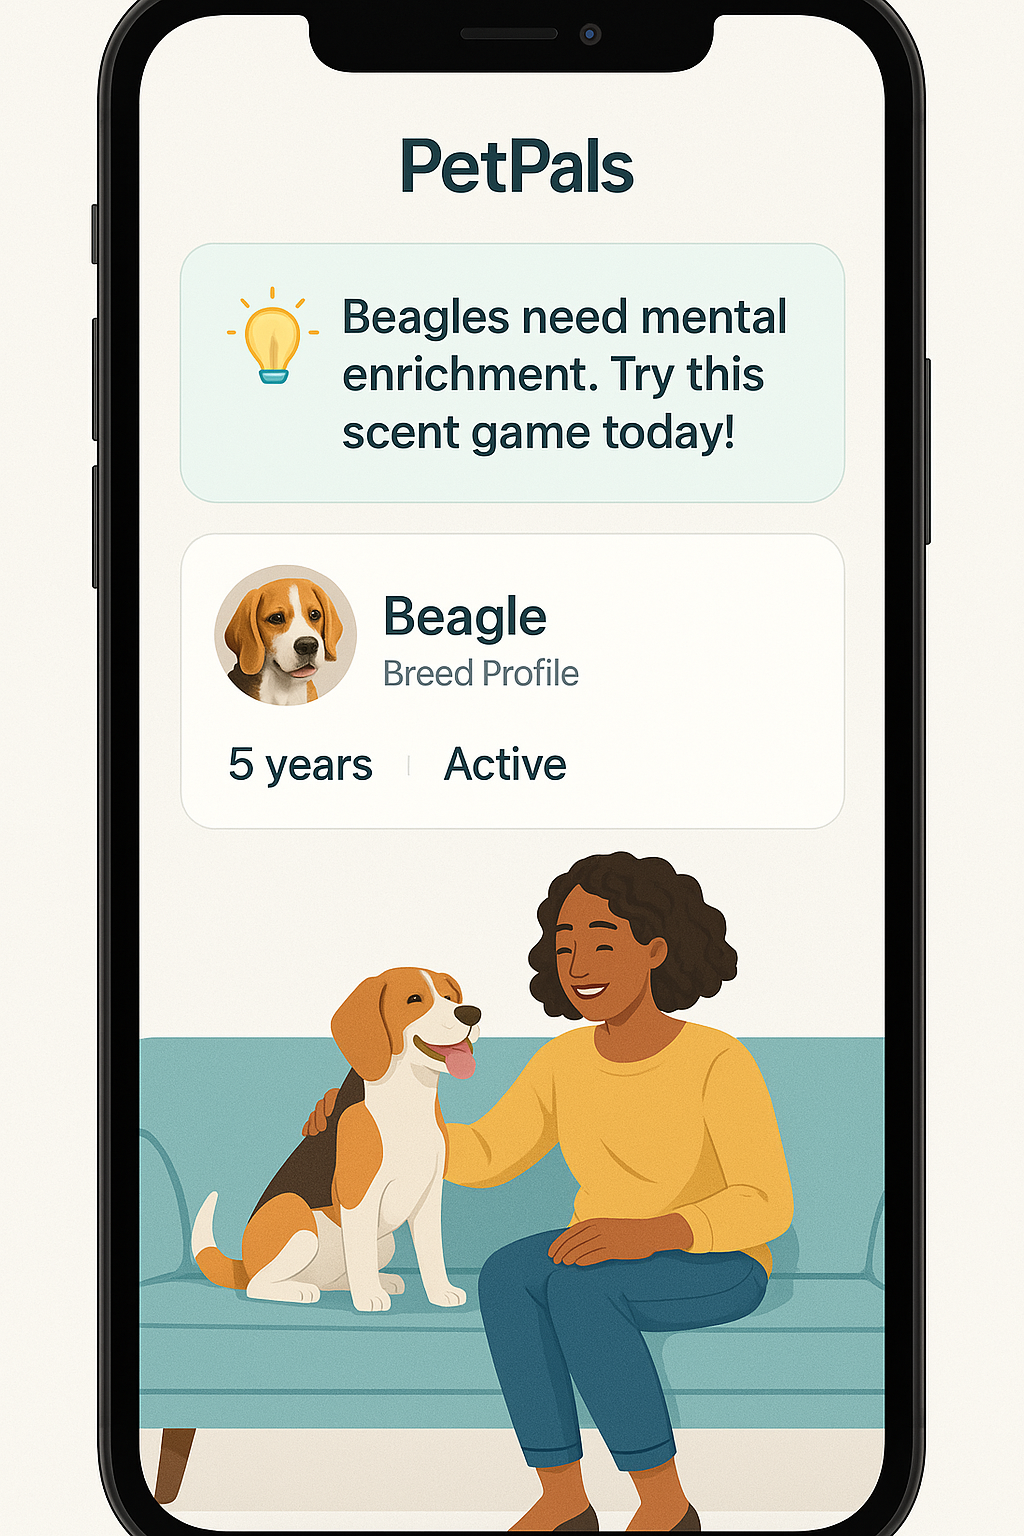 PetPals
Beagles need mental
enrichment. Try this
scent game today!
Beagle
Breed Profile
5 years
Active